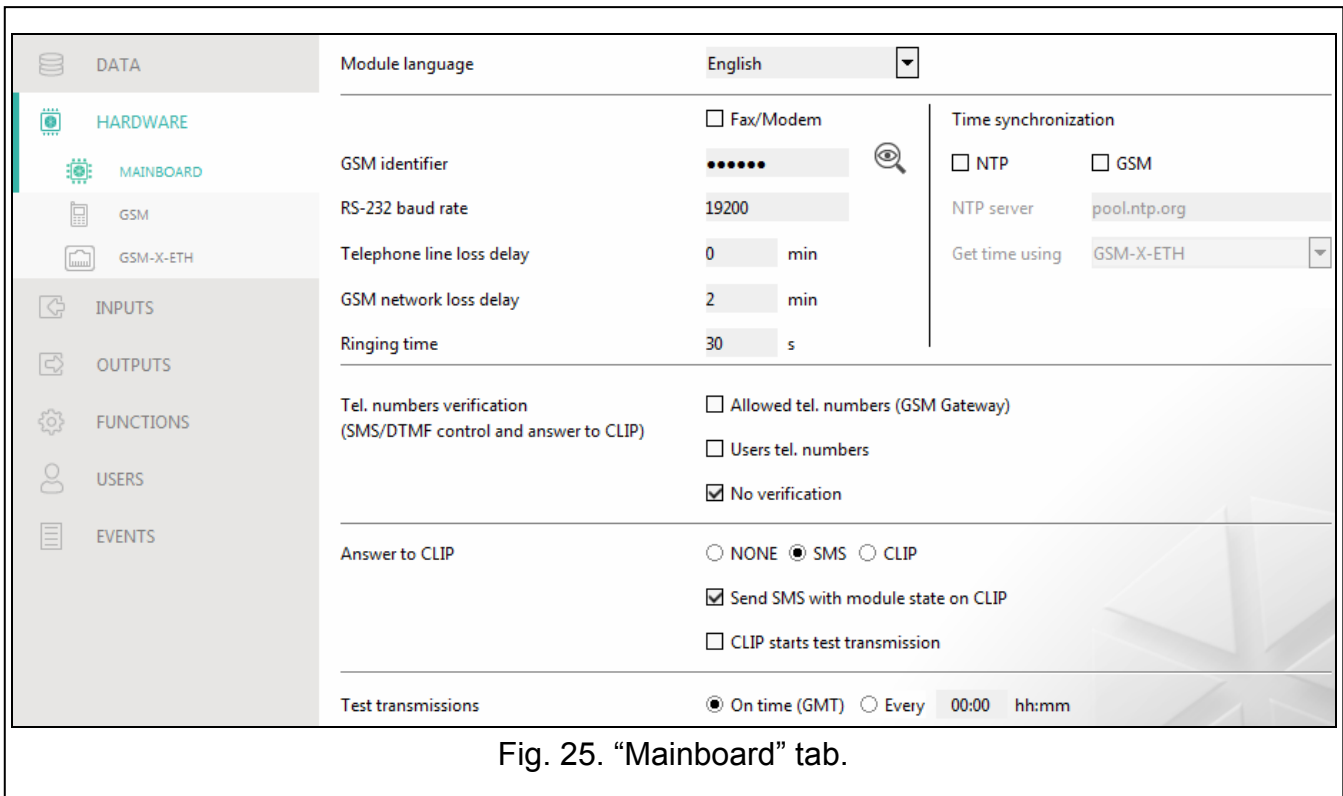 DATA
HARDWARE
MAINBOARD
GSM
GSM-X-ETH
INPUTS
OUTPUTS
FUNCTIONS
USERS
EVENTS
Module language English
Fax/Modem
GSM identifier ••••••
RS-232 baud rate 19200
Telephone line loss delay 0 min
GSM network loss delay 2 min
Ringing time 30 s
Time synchronization
NTP GSM
NTP server pool.ntp.org
Get time using GSM-X-ETH
Tel. numbers verification
(SMS/DTMF control and answer to CLIP)
Allowed tel. numbers (GSM Gateway)
Users tel. numbers
No verification
Answer to CLIP NONE SMS CLIP
Send SMS with module state on CLIP
CLIP starts test transmission
Test transmissions On time (GMT) Every 00:00 hh:mm
Fig. 25. “Mainboard” tab.